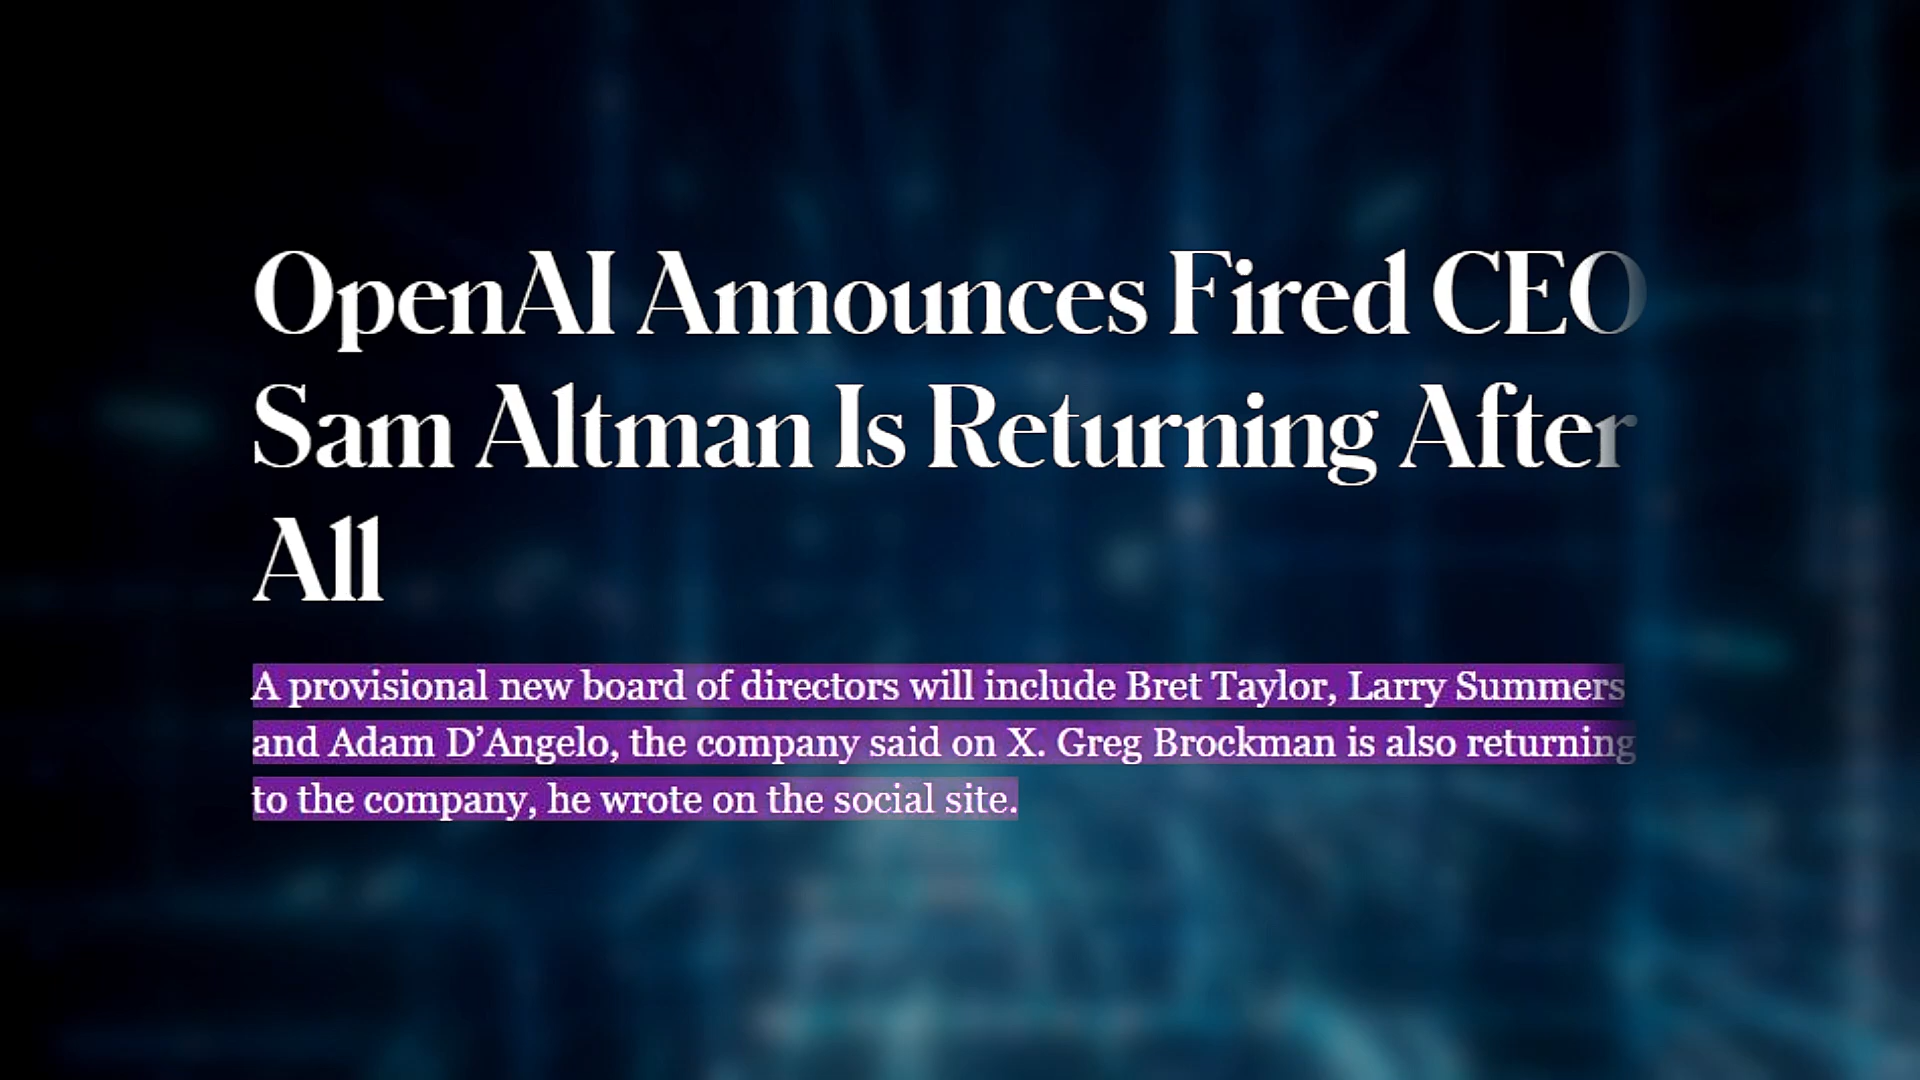 OpenAI Announces Fired CEO
Sam Altman Is Returning After
All
A provisional new board of directors will include Bret Taylor, Larry Summers
and Adam D’Angelo, the company said on X. Greg Brockman is also returning
to the company, he wrote on the social site.